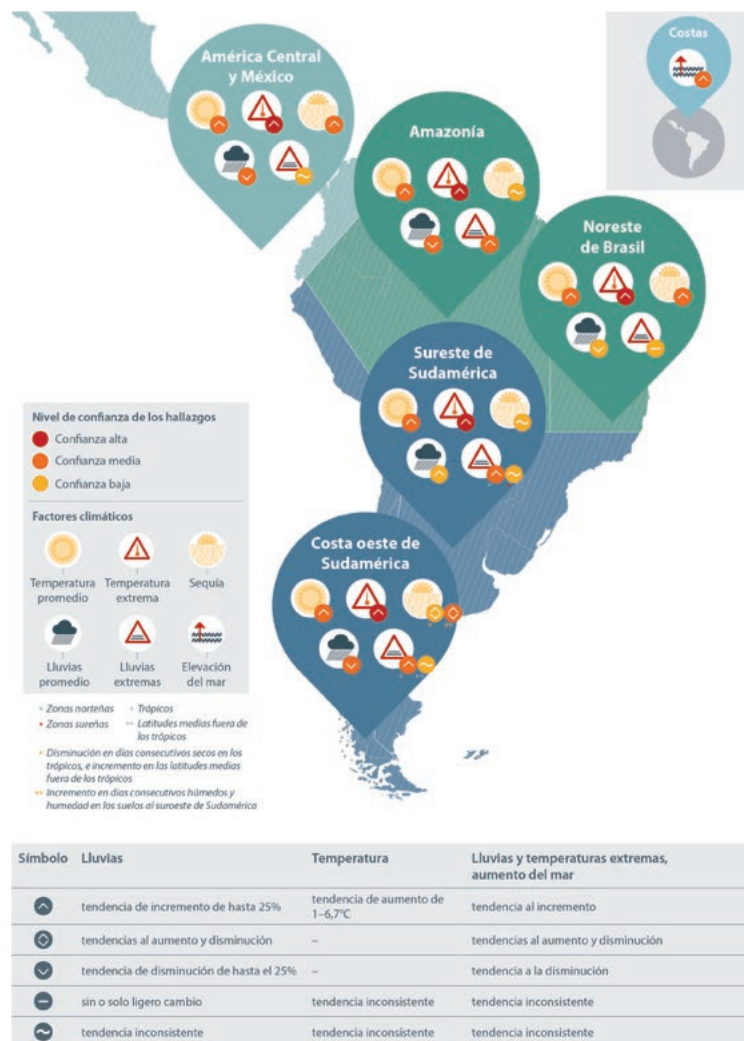 América Central
y México
Costas
Amazonía
Noreste
de Brasil
Sureste de
Sudamérica
Costa oeste de
Sudamérica
Nivel de confianza de los hallazgos
Confianza alta
Confianza media
Confianza baja
Factores climáticos
Temperatura
promedio
Temperatura
extrema
Sequía
Lluvias
promedio
Lluvias
extremas
Elevación
del mar
* Zonas norteñas
* Trópicos
* Zonas sureñas
** Latitudes medias fuera de
los trópicos
* Disminución en días consecutivos secos en los
trópicos, e incremento en las latitudes medias
fuera de los trópicos
** Incremento en días consecutivos húmedos y
humedad en los suelos al suroeste de Sudamérica
Símbolo Lluvias Temperatura Lluvias y temperaturas extremas,
aumento del mar
tendencia de incremento de hasta 25% tendencia de aumento de
1–6,7°C tendencia al incremento
tendencias al aumento y disminución – tendencias al aumento y disminución
tendencia de disminución de hasta el 25% – tendencia a la disminución
sin o solo ligero cambio tendencia inconsistente tendencia inconsistente
tendencia inconsistente tendencia inconsistente tendencia inconsistente